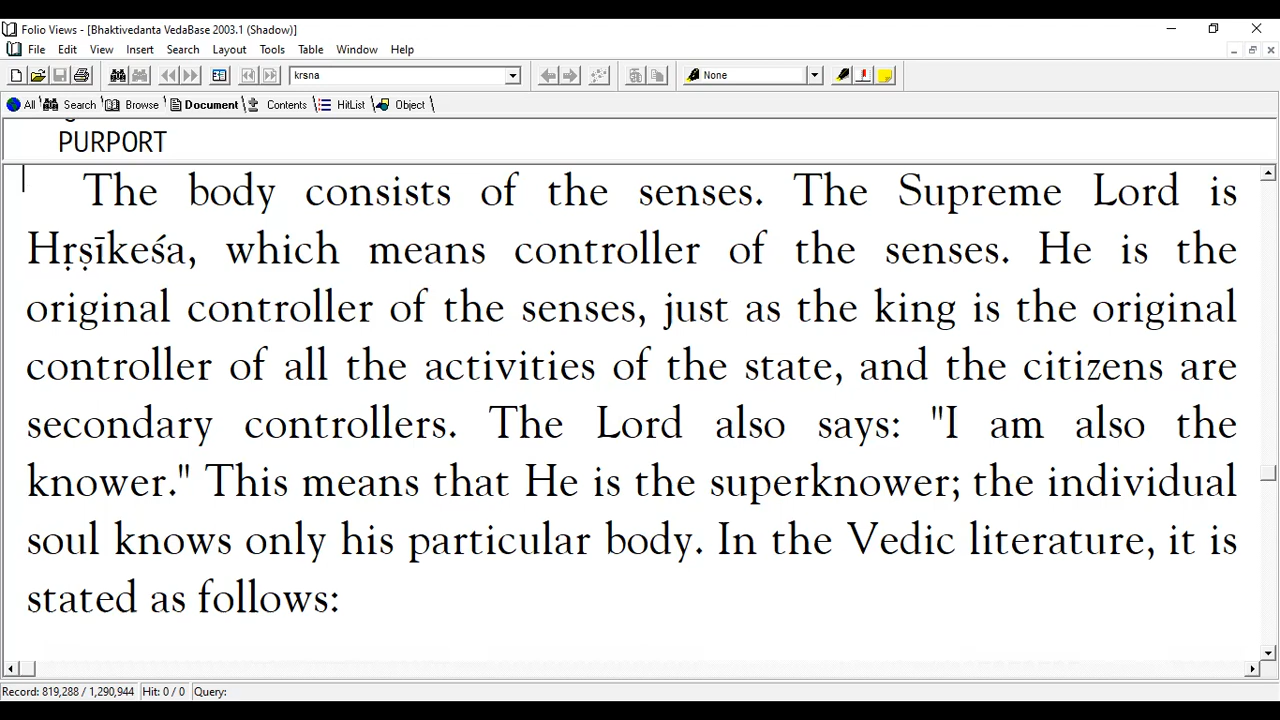 Folio Views - [Bhaktivedanta VedaBase 2003.1 (Shadow)]
File Edit View Insert Search Layout Tools Table Window Help
krsna None
All Search Browse Document Contents HitList Object
PURPORT
The body consists of the senses. The Supreme Lord is
Hṛṣīkeśa, which means controller of the senses. He is the
original controller of the senses, just as the king is the original
controller of all the activities of the state, and the citizens are
secondary controllers. The Lord also says: "I am also the
knower." This means that He is the superknower; the individual
soul knows only his particular body. In the Vedic literature, it is
stated as follows:
Record: 819,288 / 1,290,944 Hit: 0 / 0 Query: